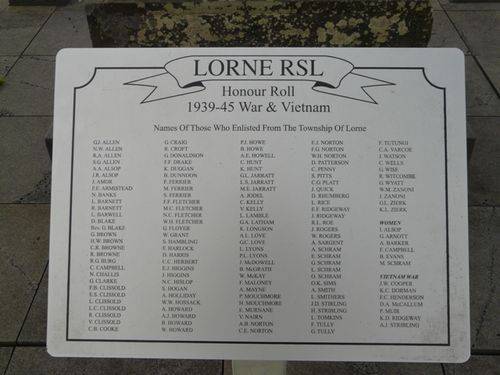 LORNE RSL
Honour Roll
1939-45 War & Vietnam
Names Of Those Who Enlisted From The Township Of Lorne
G.J. ALLEN
N.W. ALLEN
R.A. ALLEN
S.G ALLEN
A.A. ALSOP
J.R. ALSOP
J. AMOR
F.E. ARMISTEAD
N. BANKS
L. BARNETT
R. BARNETT
L. BARWELL
D. BLAKE
Rev. G BLAKE
G. BROWN
H.W. BROWN
C.R. BROWNE
R. BROWNE
R.G BURG
C. CAMPBELL
N. CHALLIS
G. CLARKE
F.B. CLISSOLD
E.S. CLISSOLD
L. CLISSOLD
L.C. CLISSOLD
R. CLISSOLD
V. CLISSOLD
C.B. COOKE
G. CRAIG
R. CROFT
G. DONALDSON
F.F. DRAKE
K. DUGGAN
B. DUNNOON
F. FERRIER
M. FERRIER
S. FERRIER
F.F. FLETCHER
M.C. FLETCHER
N.C. FLETCHER
W.B. FLETCHER
G. FLOYER
W. GRANT
S. HAMBLING
F. HARLOCK
D. HARRIS
C.C. HERBERT
E.J. HIGGINS
J. HIGGINS
N.C. HISLOP
S. HOGAN
A. HOLLIDAY
W.W. HOSSACK
A. HOWARD
A.J. HOWARD
B. HOWARD
W. HOWARD
P.J. HOWE
B. HOWE
A.E. HOWELL
C. HUNT
K. HUNT
G.L. JARRATT
L.S. JARRATT
M.E. JARRATT
A. JODEL
C. KELLY
V. KELLY
L. LAMBLE
G.A. LATHAM
R. LONGSON
A.L. LOVE
G.C. LOVE
L. LYONS
P.L. LYONS
J. McDOWELL
B. McGRATH
W. McKAY
F. MALONEY
A. MAYNE
P. MOUCHMORE
H. MOUCHMORE
E. MURNANE
V. NAIRN
A.B. NORTON
C.E. NORTON
E.J. NORTON
F.G. NORTON
W.H. NORTON
D. PATTERSON
C. PENNY
S. PITTS
C.G PLATT
J. QUICK
D. RHUMBERG
L. RICE
E.F. RIDGEWAY
J. RIDGEWAY
R.L. ROE
J. ROGERS
W. ROGERS
A. SARGENT
A. SCHRAM
E. SCHRAM
G. SCHRAM
L. SCHRAM
O. SCHRAM
O.K. SIMS
A. SMITH
L. SMITHERS
J.D. STIRLING
H. STRIBLING
L. TOMKINS
F. TULLY
G TULLY
F. TUTUNGI
C.A. VARCOE
J. WATSON
C. WELLS
G. WISE
R. WITCOMBE
G. WYATT
W.M. ZANONI
J. ZANONI
O.L. ZIERK
K.L. ZIERK
WOMEN
J. ALSOP
G. ARNOTT
A. BARKER
E. CAMPBELL
B. EVANS
M. SCHRAM
VIETNAM WAR
J.W. COOPER
K.C. DORMAN
F.C. HENDERSON
D.A. McCALLUM
P. MUIR
K.D. RIDGEWAY
A.J. STRIBLING